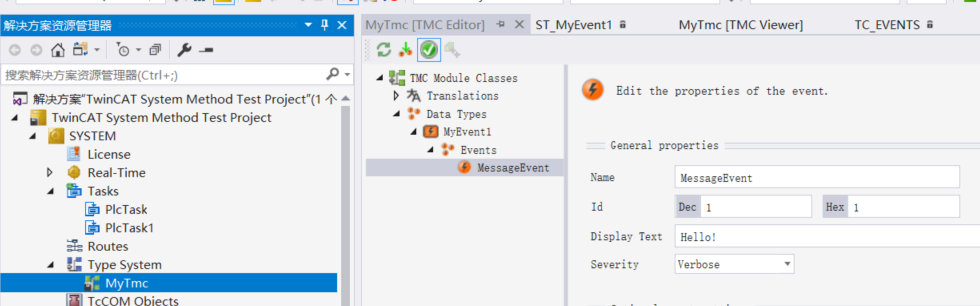 解决方案资源管理器
搜索解决方案资源管理器(Ctrl+;)
解决方案"TwinCAT System Method Test Project"(1 个
TwinCAT System Method Test Project
SYSTEM
License
Real-Time
Tasks
PlcTask
PlcTask1
Routes
Type System
MyTmc
TcCOM Objects
MyTmc [TMC Editor]
ST_MyEvent1
MyTmc [TMC Viewer]
TC_EVENTS
TMC Module Classes
Translations
Data Types
MyEvent1
Events
MessageEvent
Edit the properties of the event.
General properties
Name
MessageEvent
Id
Dec 1
Hex 1
Display Text
Hello!
Severity
Verbose